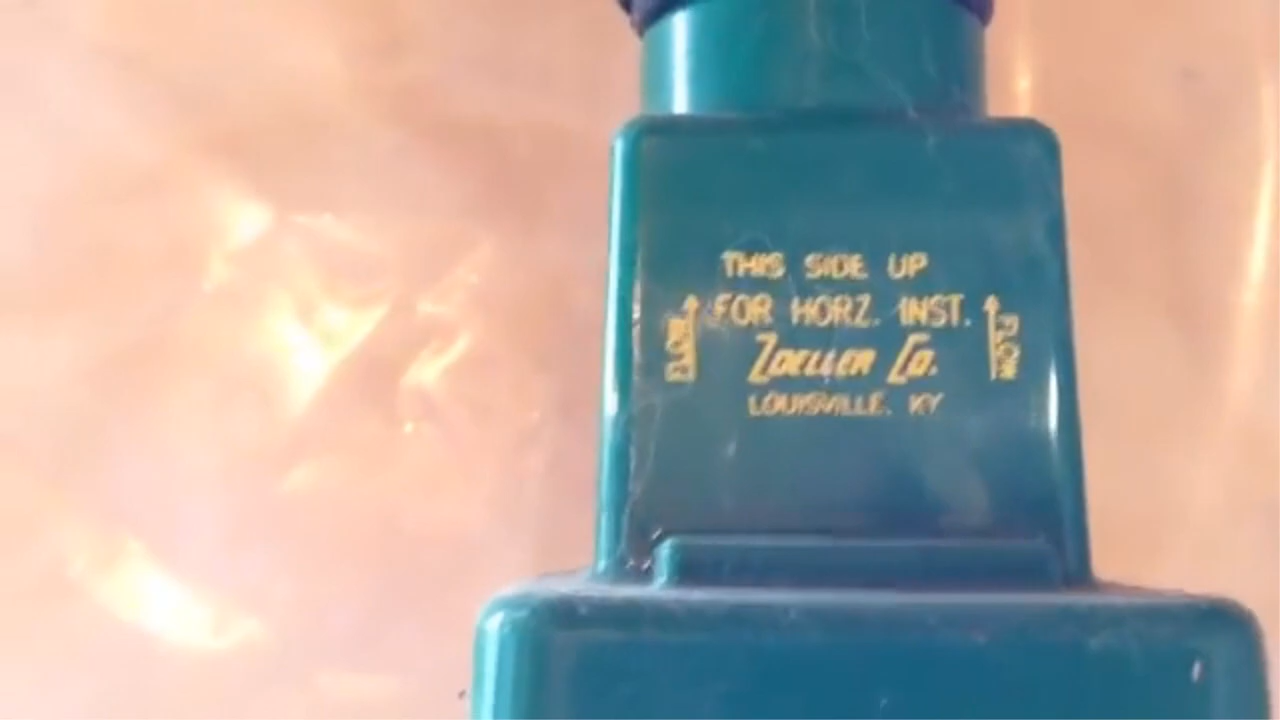 THIS SIDE UP
FOR HORZ. INST.
FLOW
FLOW
Zoeller Co.
LOUISVILLE, KY